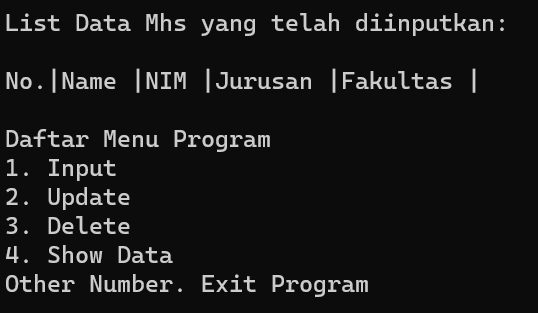 List Data Mhs yang telah diinputkan:
No.|Name |NIM |Jurusan |Fakultas |
Daftar Menu Program
1. Input
2. Update
3. Delete
4. Show Data
Other Number. Exit Program